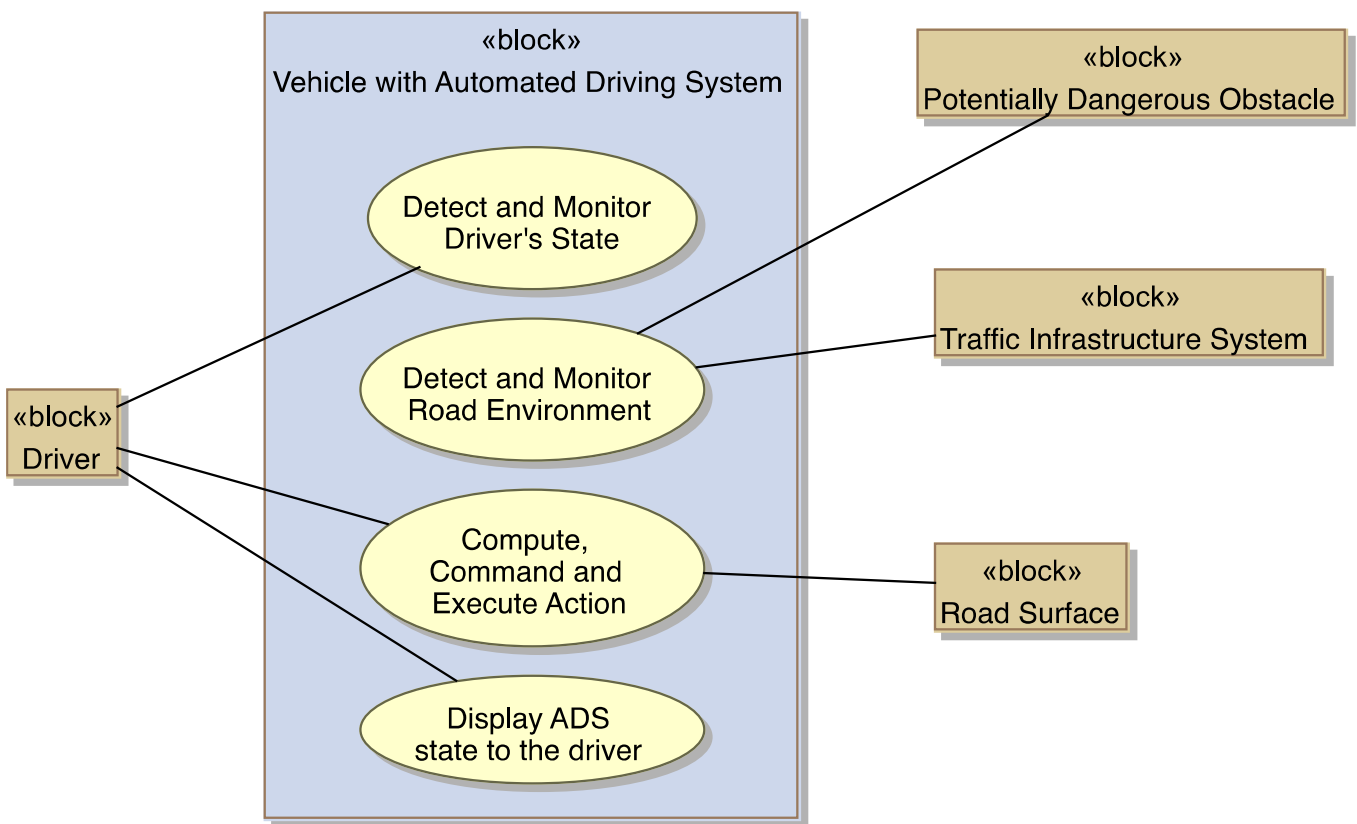 «block»
Vehicle with Automated Driving System
Detect and Monitor
Driver's State
Detect and Monitor
Road Environment
Compute,
Command and
Execute Action
Display ADS
state to the driver
«block»
Driver
«block»
Potentially Dangerous Obstacle
«block»
Traffic Infrastructure System
«block»
Road Surface